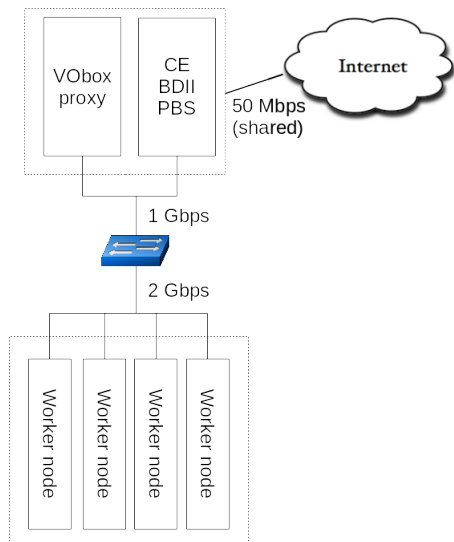 VObox
proxy
CE
BDII
PBS
Internet
50 Mbps
(shared)
1 Gbps
2 Gbps
Worker node
Worker node
Worker node
Worker node